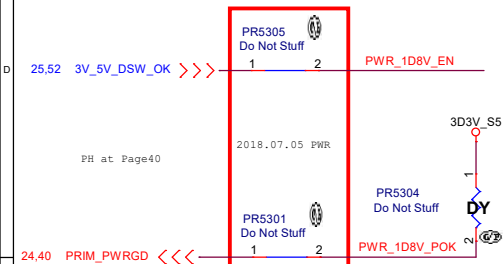 PR5305
Do Not Stuff
D
25,52 3V_5V_DSW_OK
1 2
PWR_1D8V_EN
3D3V_S5
2018.07.05 PWR
PH at Page40
1
PR5304
Do Not Stuff
DY
PR5301
Do Not Stuff
2
24,40 PRIM_PWRGD
1 2
PWR_1D8V_POK